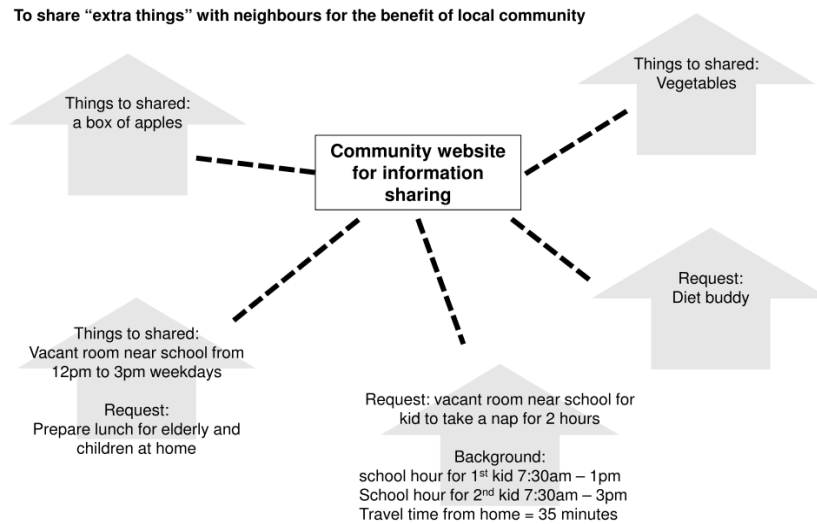 To share “extra things” with neighbours for the benefit of local community
Things to shared:
a box of apples
Community website
for information
sharing
Things to shared:
Vegetables
Request:
Diet buddy
Things to shared:
Vacant room near school from
12pm to 3pm weekdays
Request:
Prepare lunch for elderly and
children at home
Request: vacant room near school for
kid to take a nap for 2 hours
Background:
school hour for 1st kid 7:30am – 1pm
School hour for 2nd kid 7:30am – 3pm
Travel time from home = 35 minutes